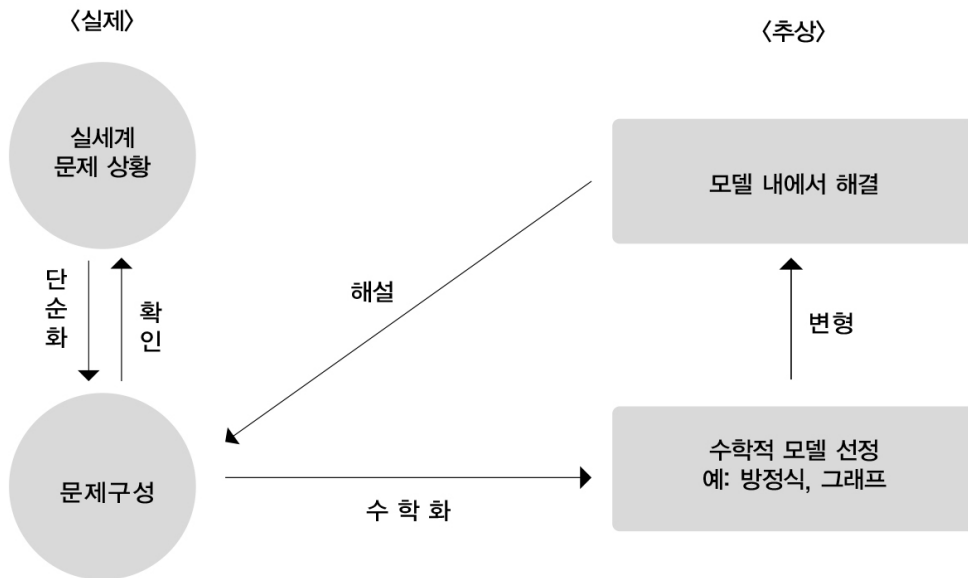 〈실제〉
〈추상〉
실세계
문제 상황
모델 내에서 해결
단순화
확인
해설
변형
문제구성
수학화
수학적 모델 선정
예: 방정식, 그래프